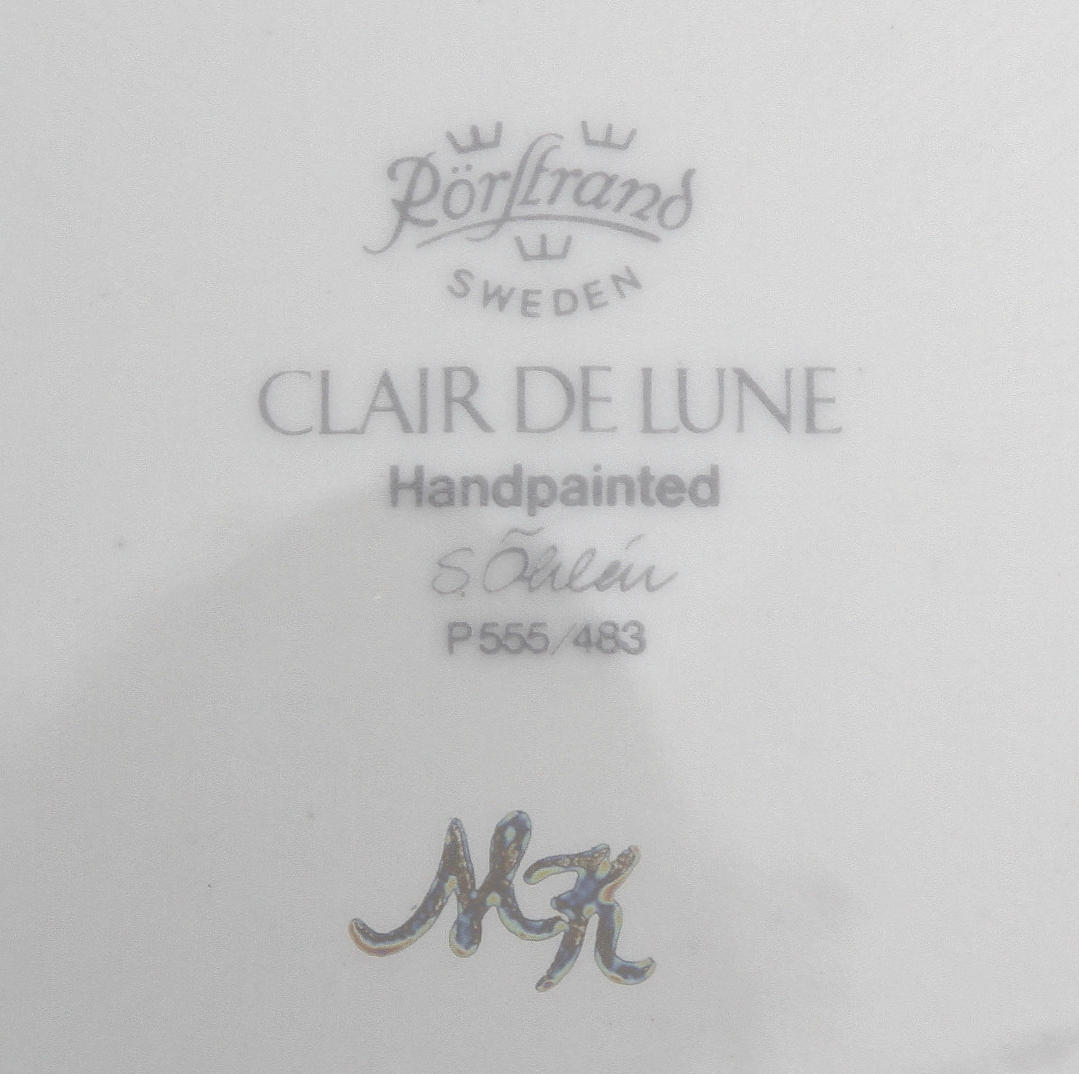 Rörstrand
SWEDEN
CLAIR DE LUNE
Handpainted
S. Öhlén
P555/483
MK